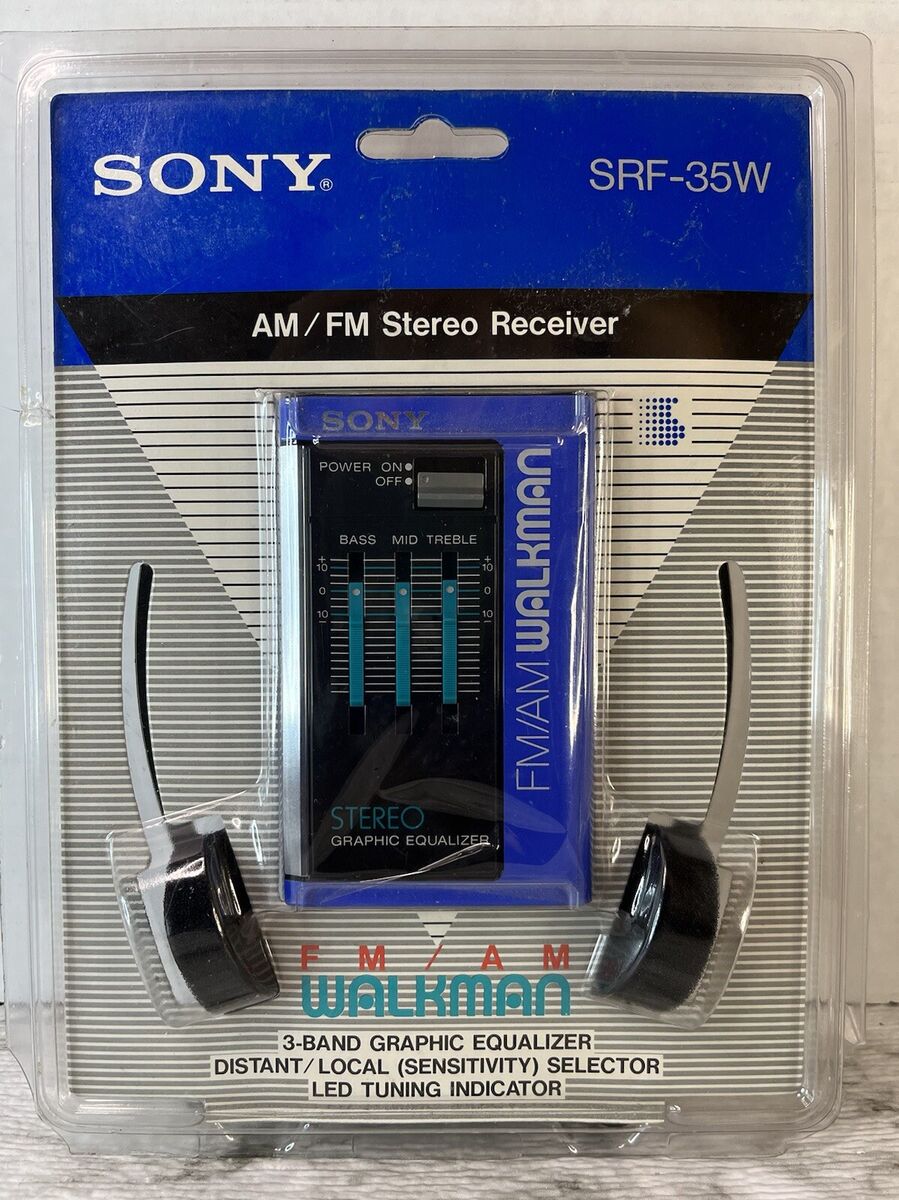 SONY®
SRF-35W
AM/FM Stereo Receiver
SONY
POWER ON
OFF
BASS MID TREBLE
+ +
10 10
0 0
10 10
− −
FM/AM WALKMAN
STEREO
GRAPHIC EQUALIZER
FM/AM
WALKMAN
3-BAND GRAPHIC EQUALIZER
DISTANT/LOCAL (SENSITIVITY) SELECTOR
LED TUNING INDICATOR